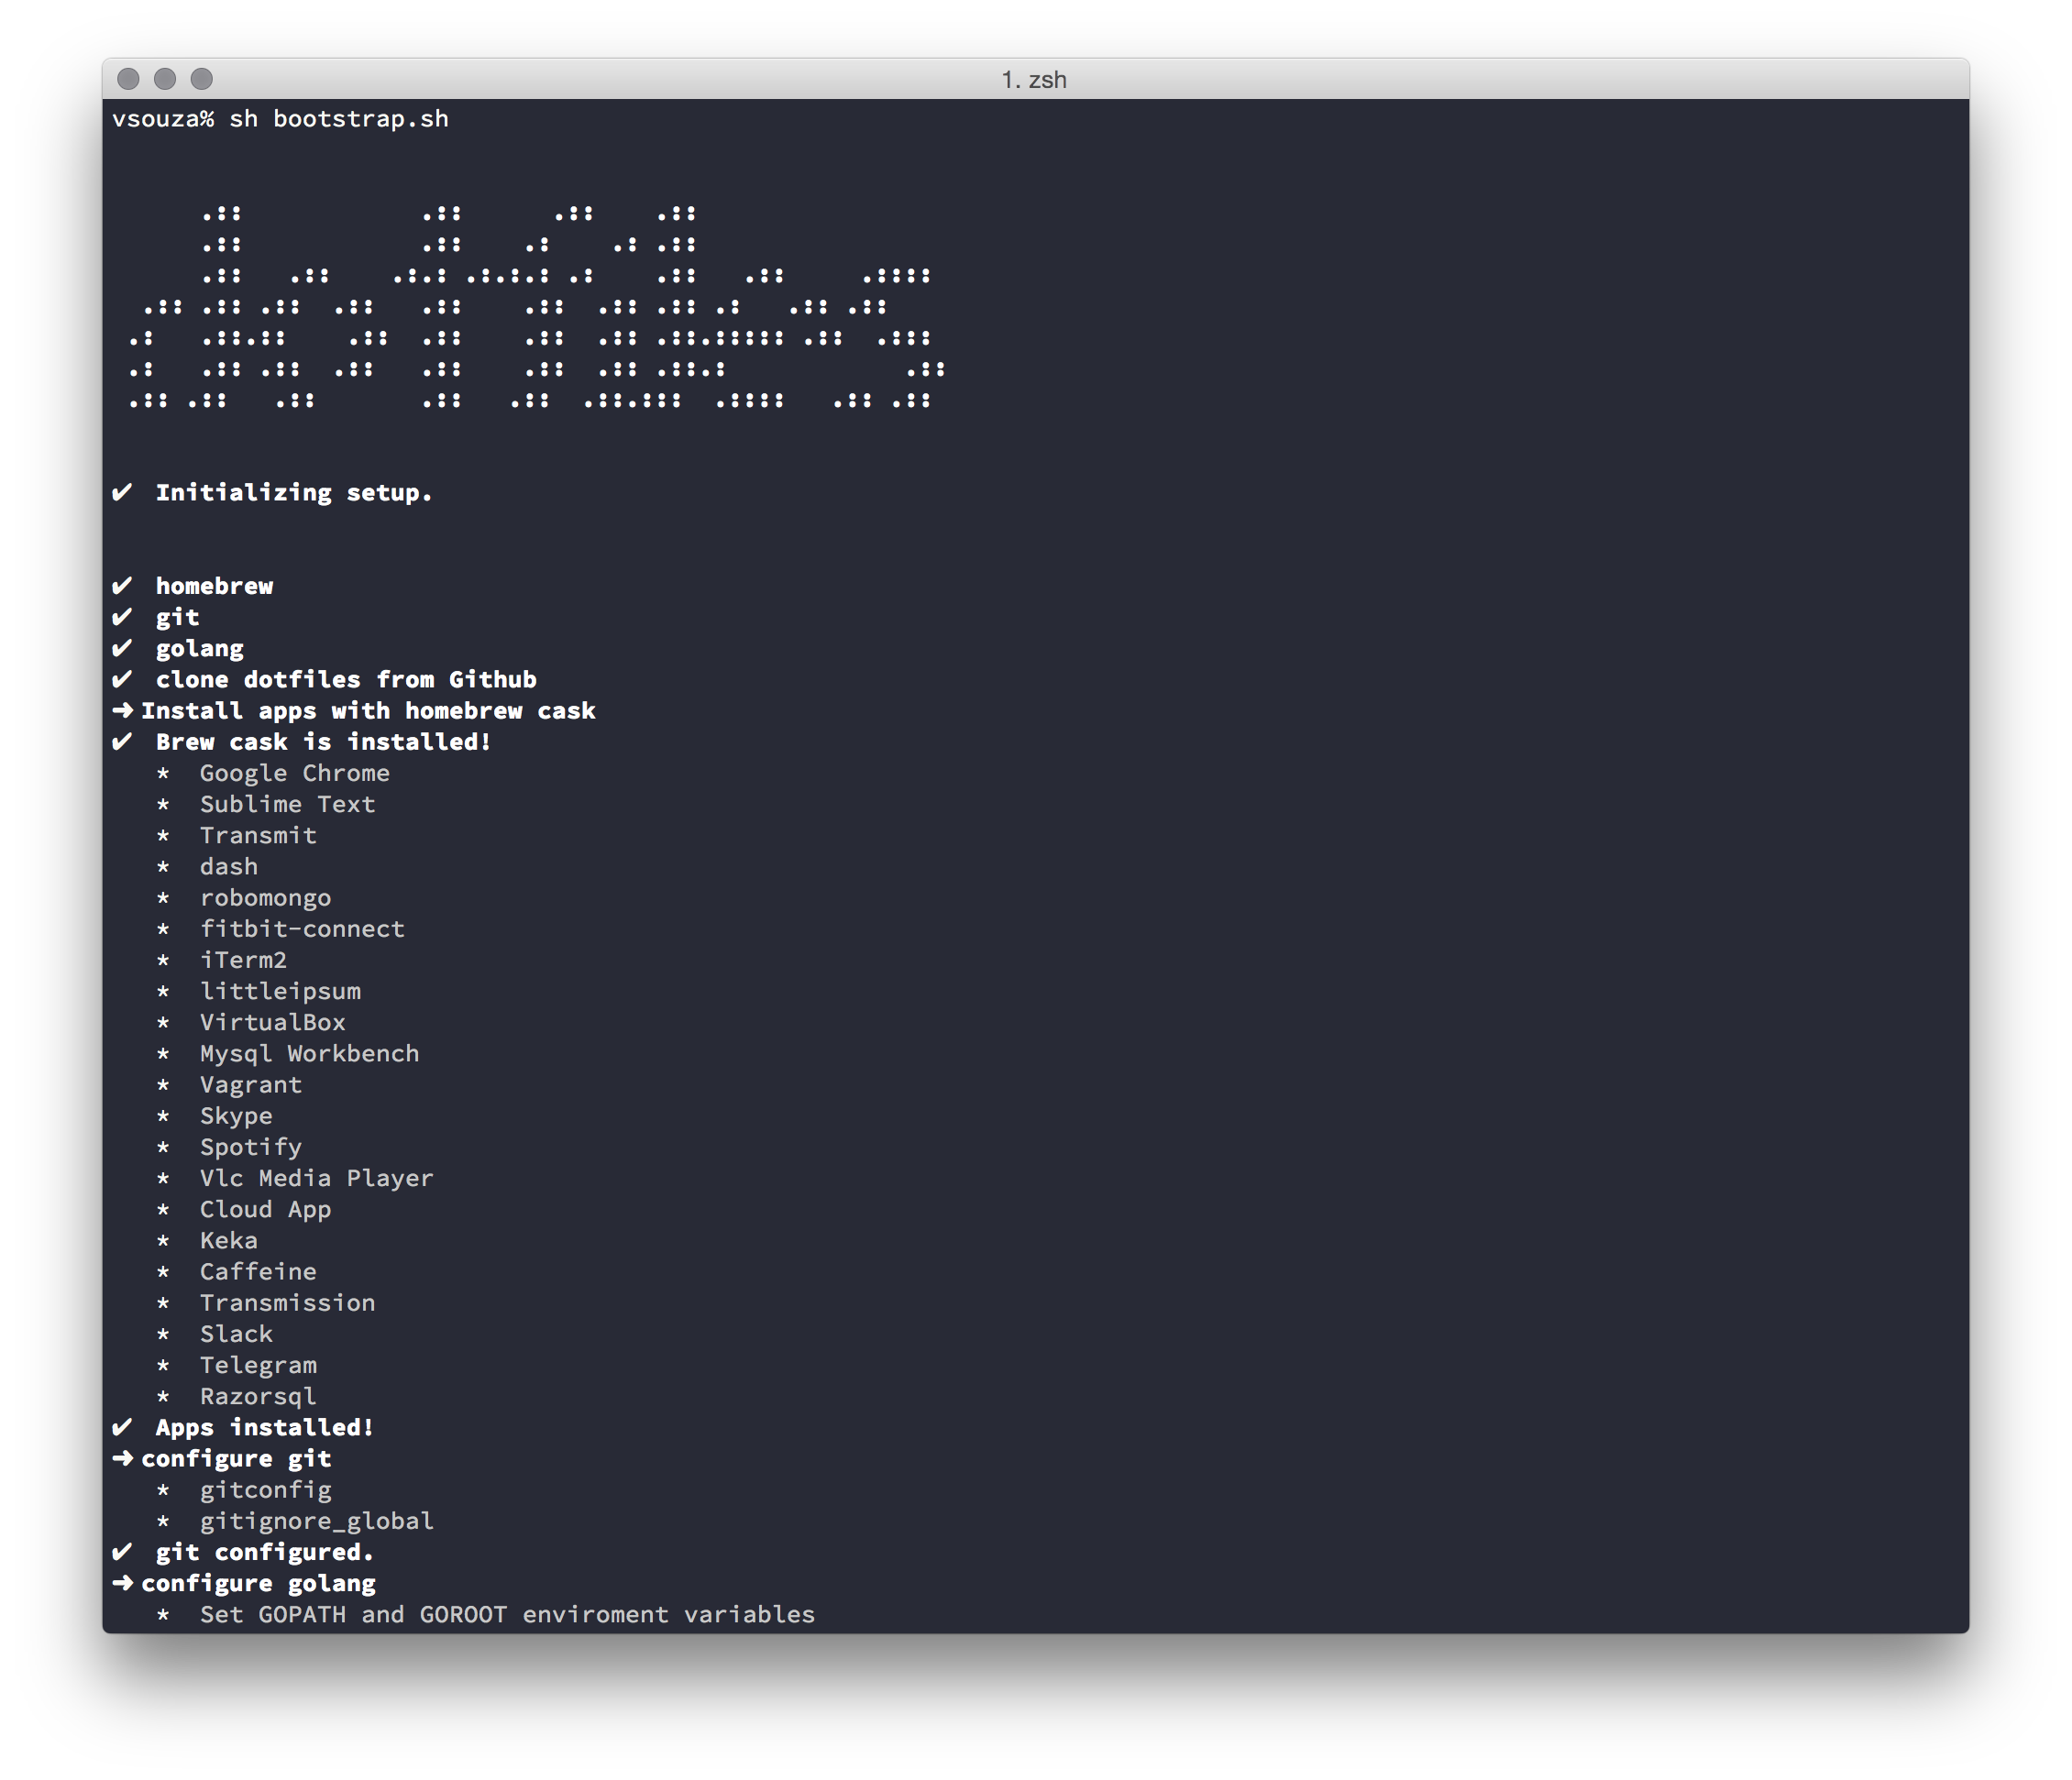 1. zsh
vsouza% sh bootstrap.sh
dotfiles
✔ Initializing setup.
✔ homebrew
✔ git
✔ golang
✔ clone dotfiles from Github
➜ Install apps with homebrew cask
✔ Brew cask is installed!
* Google Chrome
* Sublime Text
* Transmit
* dash
* robomongo
* fitbit-connect
* iTerm2
* littleipsum
* VirtualBox
* Mysql Workbench
* Vagrant
* Skype
* Spotify
* Vlc Media Player
* Cloud App
* Keka
* Caffeine
* Transmission
* Slack
* Telegram
* Razorsql
✔ Apps installed!
➜ configure git
* gitconfig
* gitignore_global
✔ git configured.
➜ configure golang
* Set GOPATH and GOROOT enviroment variables